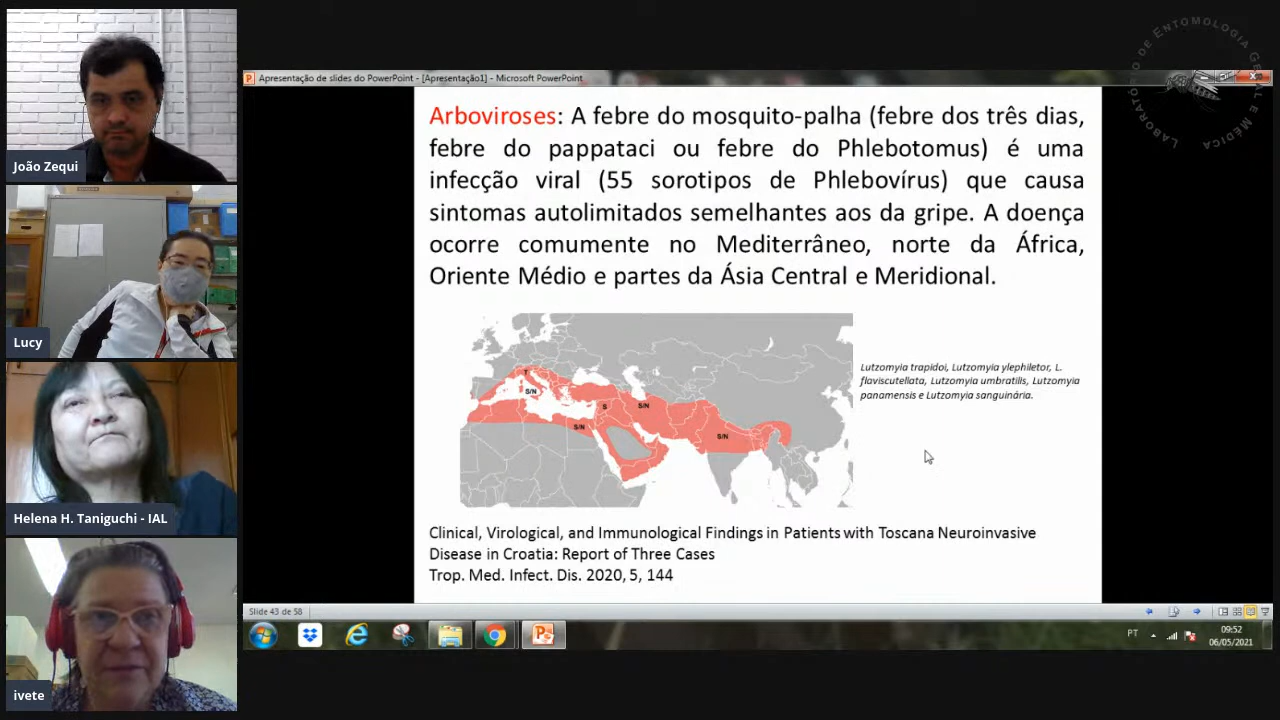 João Zequi
Lucy
Helena H. Taniguchi - IAL
ivete
LABORATÓRIO DE ENTOMOLOGIA GERAL E MÉDICA
Apresentação de slides do PowerPoint - [Apresentação1] - Microsoft PowerPoint
Arboviroses: A febre do mosquito-palha (febre dos três dias,
febre do pappataci ou febre do Phlebotomus) é uma
infecção viral (55 sorotipos de Phlebovírus) que causa
sintomas autolimitados semelhantes aos da gripe. A doença
ocorre comumente no Mediterrâneo, norte da África,
Oriente Médio e partes da Ásia Central e Meridional.
T
S/N
S
S/N
S/N
S/N
Lutzomyia trapidoi, Lutzomyia ylephiletor, L.
flaviscutellata, Lutzomyia umbratilis, Lutzomyia
panamensis e Lutzomyia sanguinária.
Clinical, Virological, and Immunological Findings in Patients with Toscana Neuroinvasive
Disease in Croatia: Report of Three Cases
Trop. Med. Infect. Dis. 2020, 5, 144
Slide 43 de 58
PT
09:52
06/05/2021